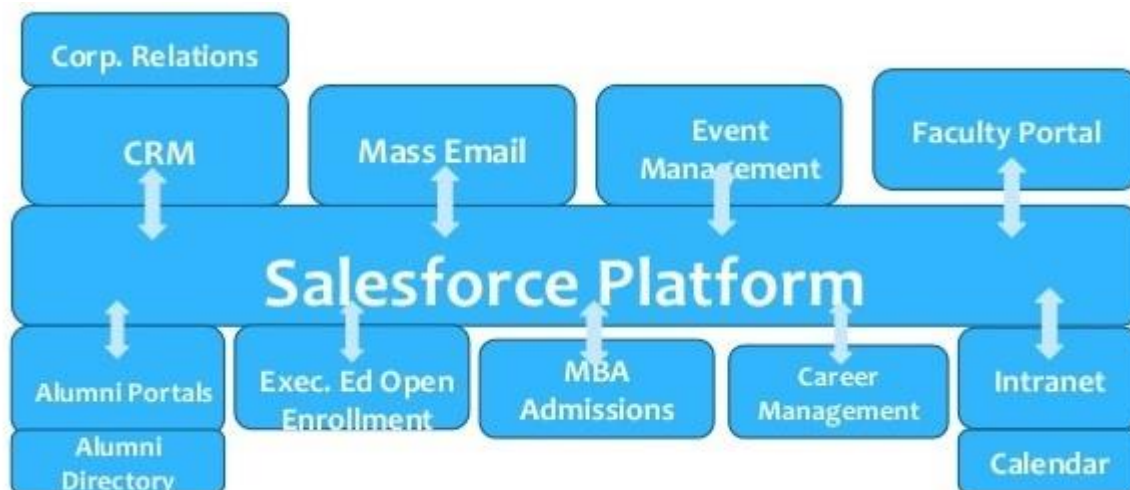 Corp. Relations
CRM
Mass Email
Event
Management
Faculty Portal
Salesforce Platform
Alumni Portals
Exec. Ed Open
Enrollment
MBA
Admissions
Career
Management
Intranet
Alumni
Directory
Calendar